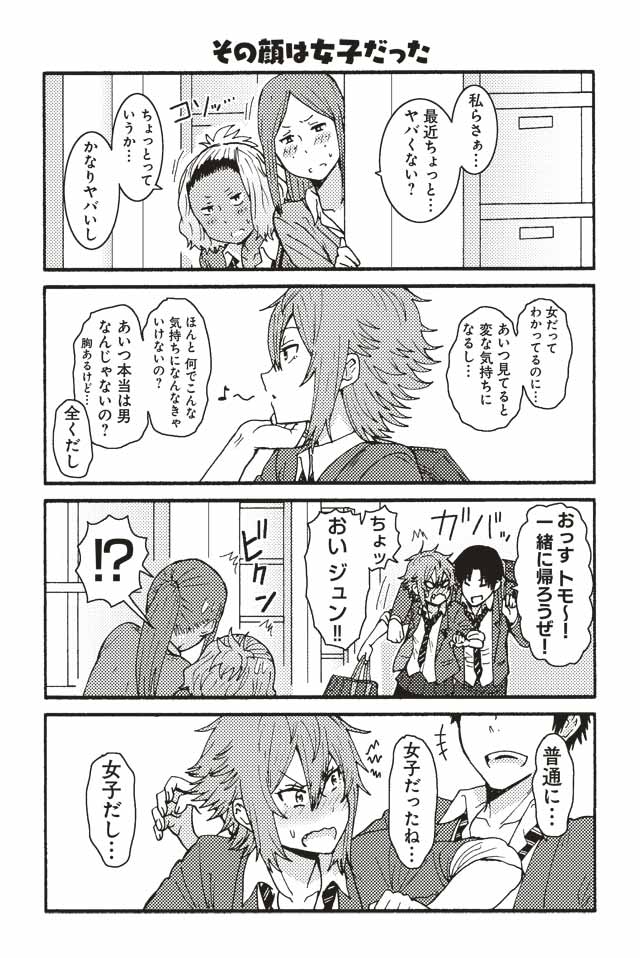 その顔は女子だった
私らさぁ…
最近ちょっと…
ヤバくない？
コソッ…
ちょっとって
いうか…
かなりヤバいし
女だって
わかってるのに…
あいつ見てると
変な気持ちに
なるし…
♪〜
ほんと 何でこんな
気持ちになんなきゃ
いけないの？
あいつ本当は男
なんじゃないの？
胸あるけど…
全くだし
おっす トモ〜！
一緒に帰ろうぜ！
ガバッ
ちょッ
おい ジュン!!
ビクン
!?
普通に…
女子だったね…
女子だし…